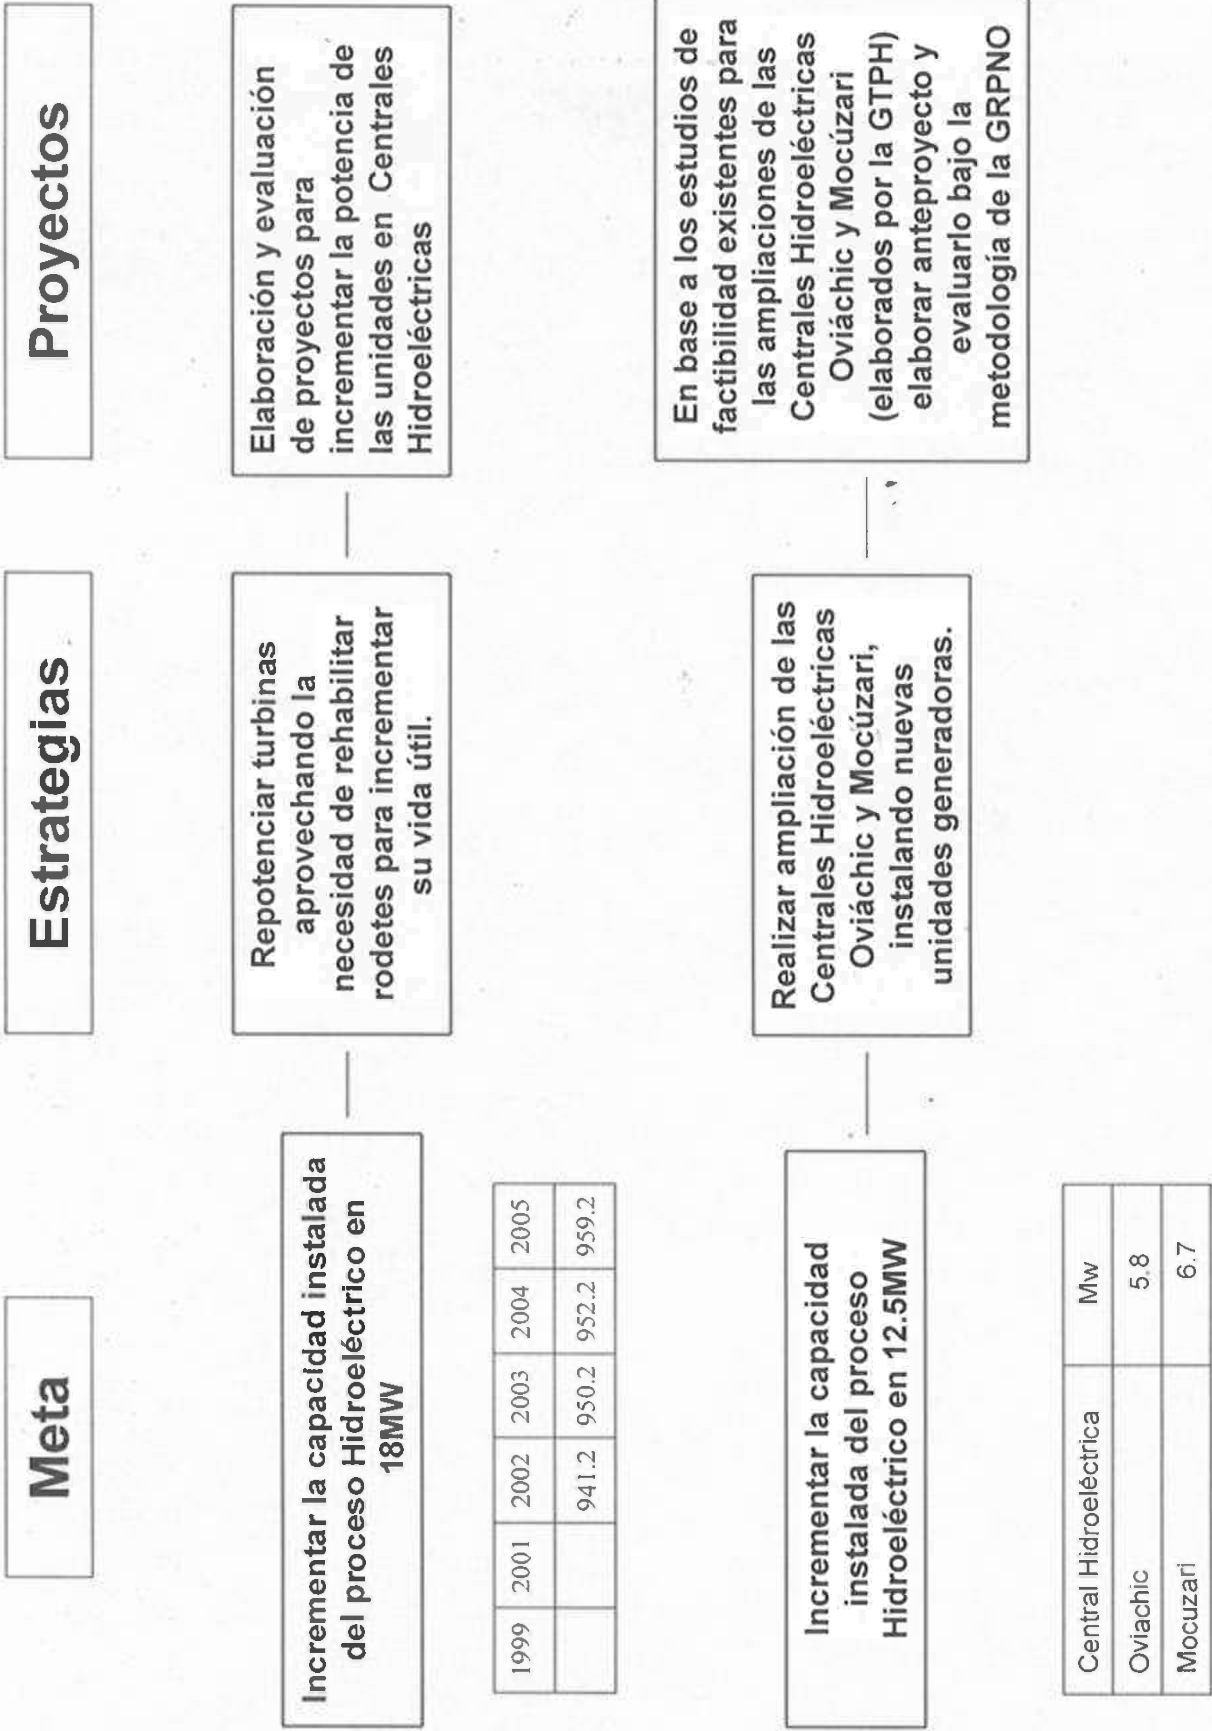 Meta
Estrategias
Proyectos
Incrementar la capacidad instalada
del proceso Hidroeléctrico en
18MW
Repotenciar turbinas
aprovechando la
necesidad de rehabilitar
rodetes para incrementar
su vida útil.
Elaboración y evaluación
de proyectos para
incrementar la potencia de
las unidades en Centrales
Hidroeléctricas
1999 2001 2002 2003 2004 2005
941.2 950.2 952.2 959.2
Incrementar la capacidad
instalada del proceso
Hidroeléctrico en 12.5MW
Realizar ampliación de las
Centrales Hidroeléctricas
Oviáchic y Mocúzari,
instalando nuevas
unidades generadoras.
En base a los estudios de
factibilidad existentes para
las ampliaciones de las
Centrales Hidroeléctricas
Oviáchic y Mocúzari
(elaborados por la GTPH)
elaborar anteproyecto y
evaluarlo bajo la
metodología de la GRPNO
Central Hidroeléctrica Mw
Oviachic 5.8
Mocuzari 6.7